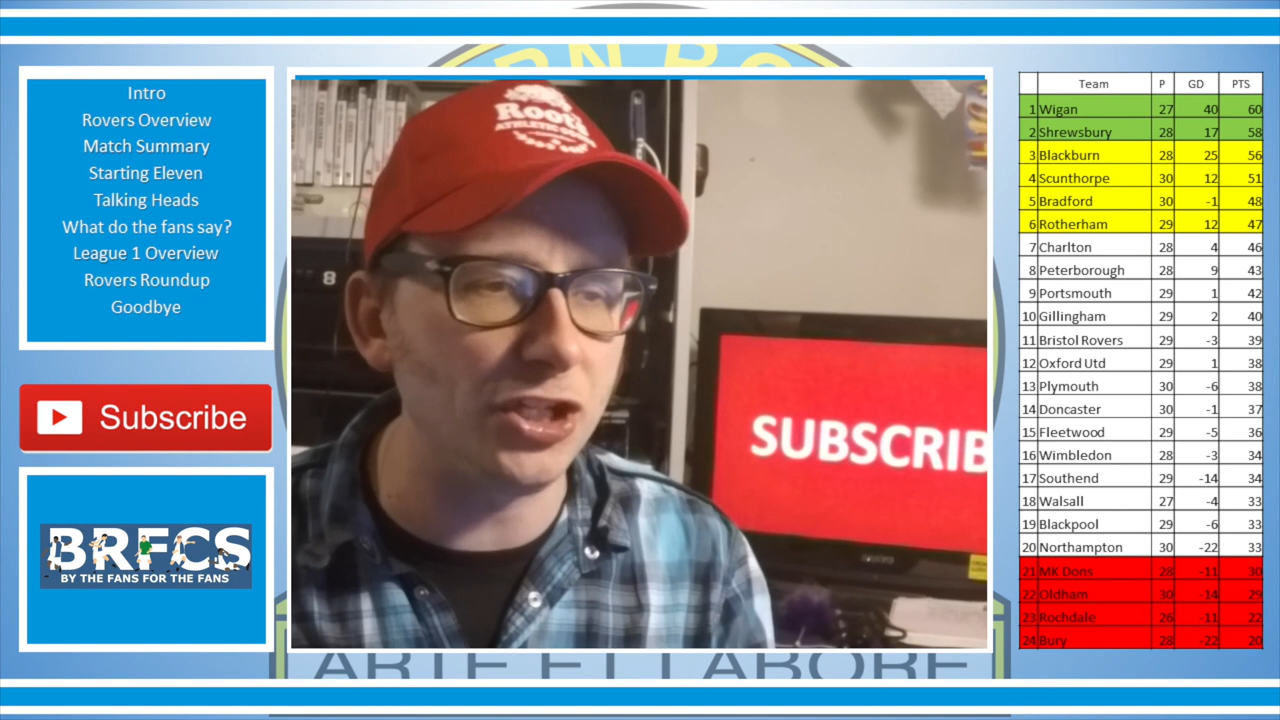 RN RO
Intro
Rovers Overview
Match Summary
Starting Eleven
Talking Heads
What do the fans say?
League 1 Overview
Rovers Roundup
Goodbye
Subscribe
BRFCS
BY THE FANS FOR THE FANS
Roots
ATHLETIC
8
SUBSCRIB
ARTE ET LABORE
Team P GD PTS
1 Wigan 27 40 60
2 Shrewsbury 28 17 58
3 Blackburn 28 25 56
4 Scunthorpe 30 12 51
5 Bradford 30 -1 48
6 Rotherham 29 12 47
7 Charlton 28 4 46
8 Peterborough 28 9 43
9 Portsmouth 29 1 42
10 Gillingham 29 2 40
11 Bristol Rovers 29 -3 39
12 Oxford Utd 29 1 38
13 Plymouth 30 -6 38
14 Doncaster 30 -1 37
15 Fleetwood 29 -5 36
16 Wimbledon 28 -3 34
17 Southend 29 -14 34
18 Walsall 27 -4 33
19 Blackpool 29 -6 33
20 Northampton 30 -22 33
21 MK Dons 28 -11 30
22 Oldham 30 -14 29
23 Rochdale 26 -11 22
24 Bury 28 -22 20